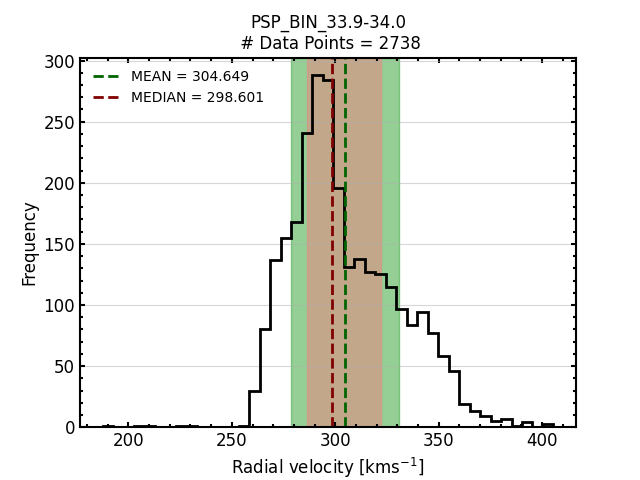 PSP_BIN_33.9-34.0
# Data Points = 2738
MEAN = 304.649
MEDIAN = 298.601
Frequency
300
250
200
150
100
50
0
200 250 300 350 400
Radial velocity [kms⁻¹]